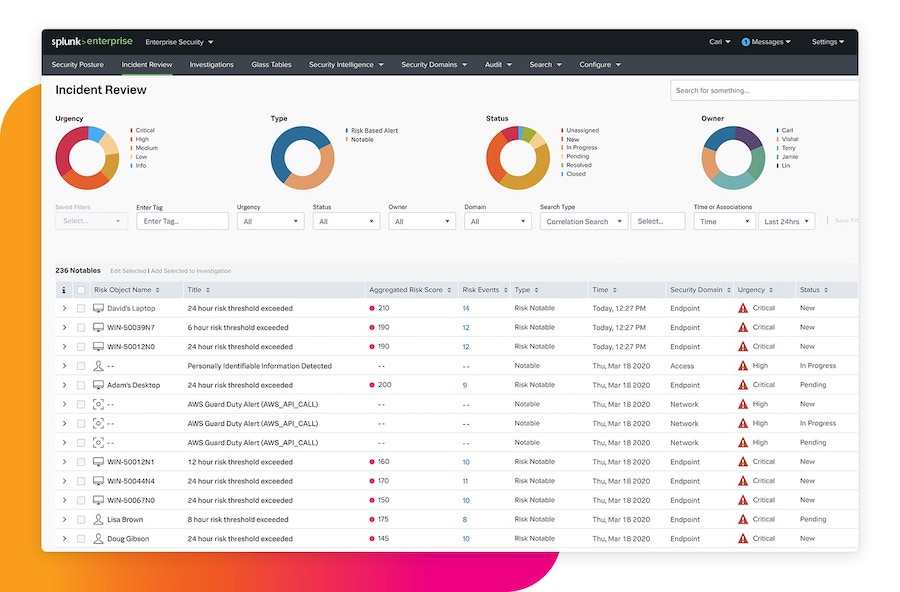 splunk>enterprise Enterprise Security Carl 1 Messages Settings
Security Posture Incident Review Investigations Glass Tables Security Intelligence Security Domains Audit Search Configure
Incident Review
Search for something...
Urgency
Critical
High
Medium
Low
Info
Type
Risk Based Alert
Notable
Status
Unassigned
New
In Progress
Pending
Resolved
Closed
Owner
Carl
Vishal
Terry
Jamie
Lin
Saved Filters Enter Tag Urgency Status Owner Domain Search Type Time or Associations
Select... Enter Tag... All All All All Correlation Search Select... Time Last 24hrs Save
236 Notables Edit Selected | Add Selected to Investigation
i Risk Object Name Title Aggregated Risk Score Risk Events Type Time Security Domain Urgency Status
David's Laptop 24 hour risk threshold exceeded 210 14 Risk Notable Today, 12:27 PM Endpoint Critical New
WIN-50039N7 6 hour risk threshold exceeded 190 12 Risk Notable Today, 12:27 PM Endpoint Critical New
WIN-50012N0 24 hour risk threshold exceeded 190 12 Risk Notable Today, 12:27 PM Endpoint Critical New
-- Personally Identifiable Information Detected -- -- Notable Thu, Mar 18 2020 Access High In Progress
Adam's Desktop 24 hour risk threshold exceeded 200 9 Risk Notable Thu, Mar 18 2020 Endpoint Critical Pending
-- AWS Guard Duty Alert (AWS_API_CALL) -- -- Notable Thu, Mar 18 2020 Network High New
-- AWS Guard Duty Alert (AWS_API_CALL) -- -- Notable Thu, Mar 18 2020 Network High In Progress
-- AWS Guard Duty Alert (AWS_API_CALL) -- -- Notable Thu, Mar 18 2020 Network High Pending
WIN-50012N1 12 hour risk threshold exceeded 160 10 Risk Notable Thu, Mar 18 2020 Endpoint Critical New
WIN-50044N4 24 hour risk threshold exceeded 170 11 Risk Notable Thu, Mar 18 2020 Endpoint Critical New
WIN-50067N0 24 hour risk threshold exceeded 150 10 Risk Notable Thu, Mar 18 2020 Endpoint Critical New
Lisa Brown 8 hour risk threshold exceeded 175 8 Risk Notable Thu, Mar 18 2020 Endpoint Critical Pending
Doug Gibson 24 hour risk threshold exceeded 145 10 Risk Notable Thu, Mar 18 2020 Endpoint Critical New